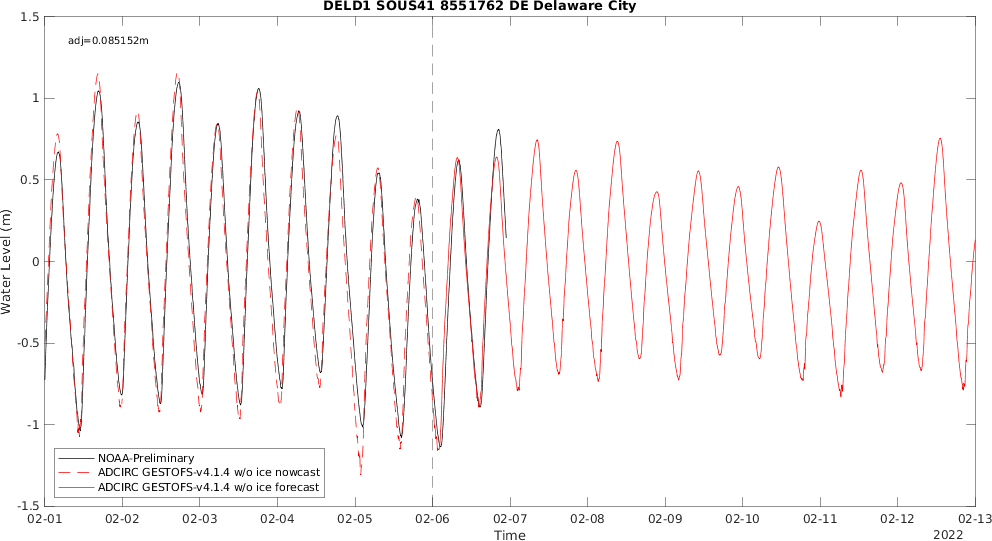 DELD1 SOUS41 8551762 DE Delaware City
adj=0.085152m
1.5
1
0.5
0
-0.5
-1
-1.5
Water Level (m)
NOAA-Preliminary
ADCIRC GESTOFS-v4.1.4 w/o ice nowcast
ADCIRC GESTOFS-v4.1.4 w/o ice forecast
02-01 02-02 02-03 02-04 02-05 02-06 02-07 02-08 02-09 02-10 02-11 02-12 02-13
Time
2022